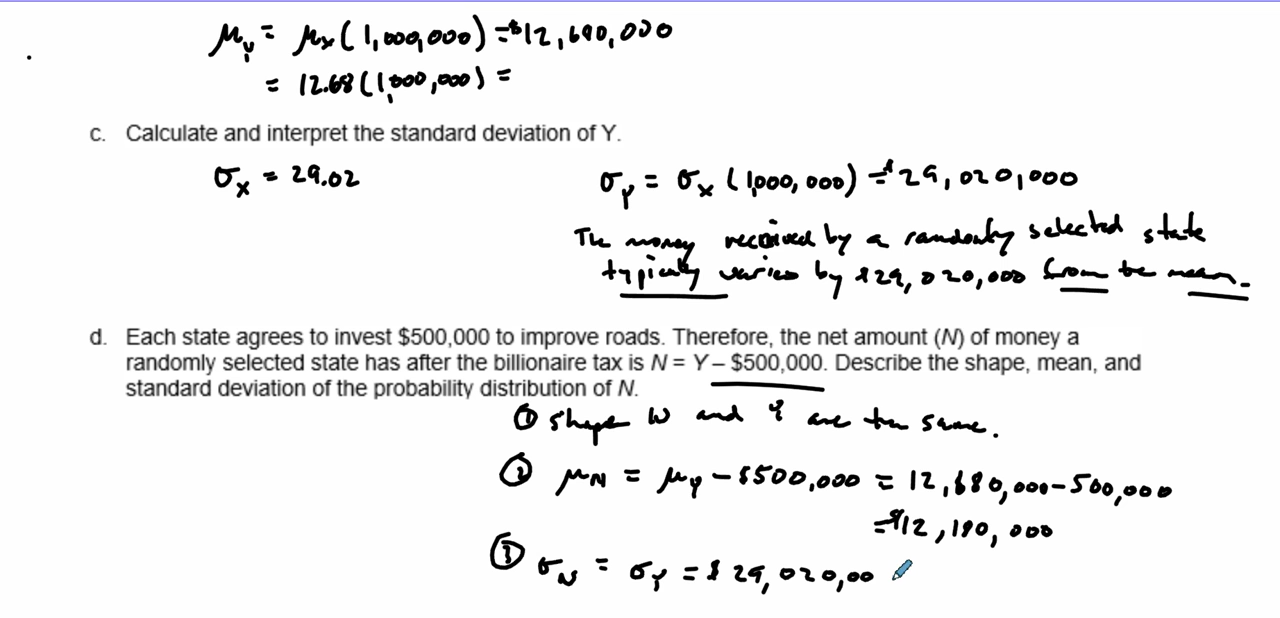 μY = μx(1,000,000) = $12,680,000
= 12.68(1,000,000) =
c. Calculate and interpret the standard deviation of Y.
σx = 29.02
σY = σx(1,000,000) = $29,020,000
The money received by a randomly selected state
typically varies by $29,020,000 from the mean.
d. Each state agrees to invest $500,000 to improve roads. Therefore, the net amount (N) of money a
randomly selected state has after the billionaire tax is N = Y – $500,000. Describe the shape, mean, and
standard deviation of the probability distribution of N.
① shape N and Y are the same.
② μN = μY - $500,000 = 12,680,000 - 500,000
= $12,180,000
③ σN = σY = $29,020,00